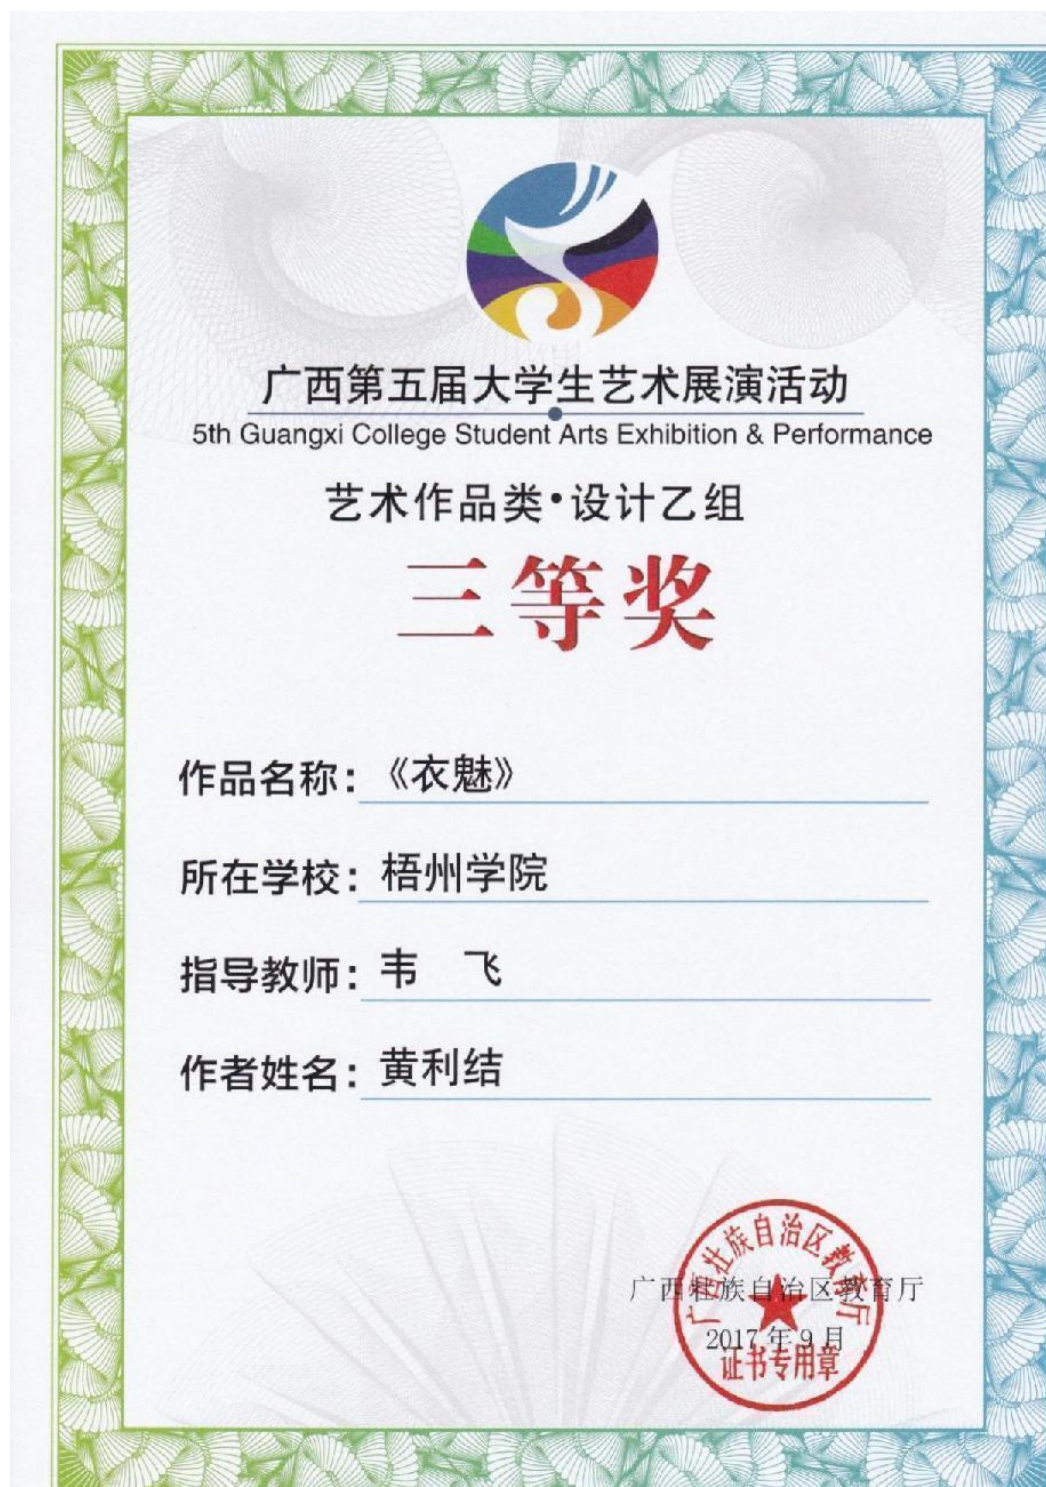 广西第五届大学生艺术展演活动
5th Guangxi College Student Arts Exhibition & Performance
艺术作品类•设计乙组
三等奖
作品名称：《衣魅》
所在学校：梧州学院
指导教师：韦 飞
作者姓名：黄利结
广西壮族自治区教育厅
广西壮族自治区教育厅
2017年9月
证书专用章